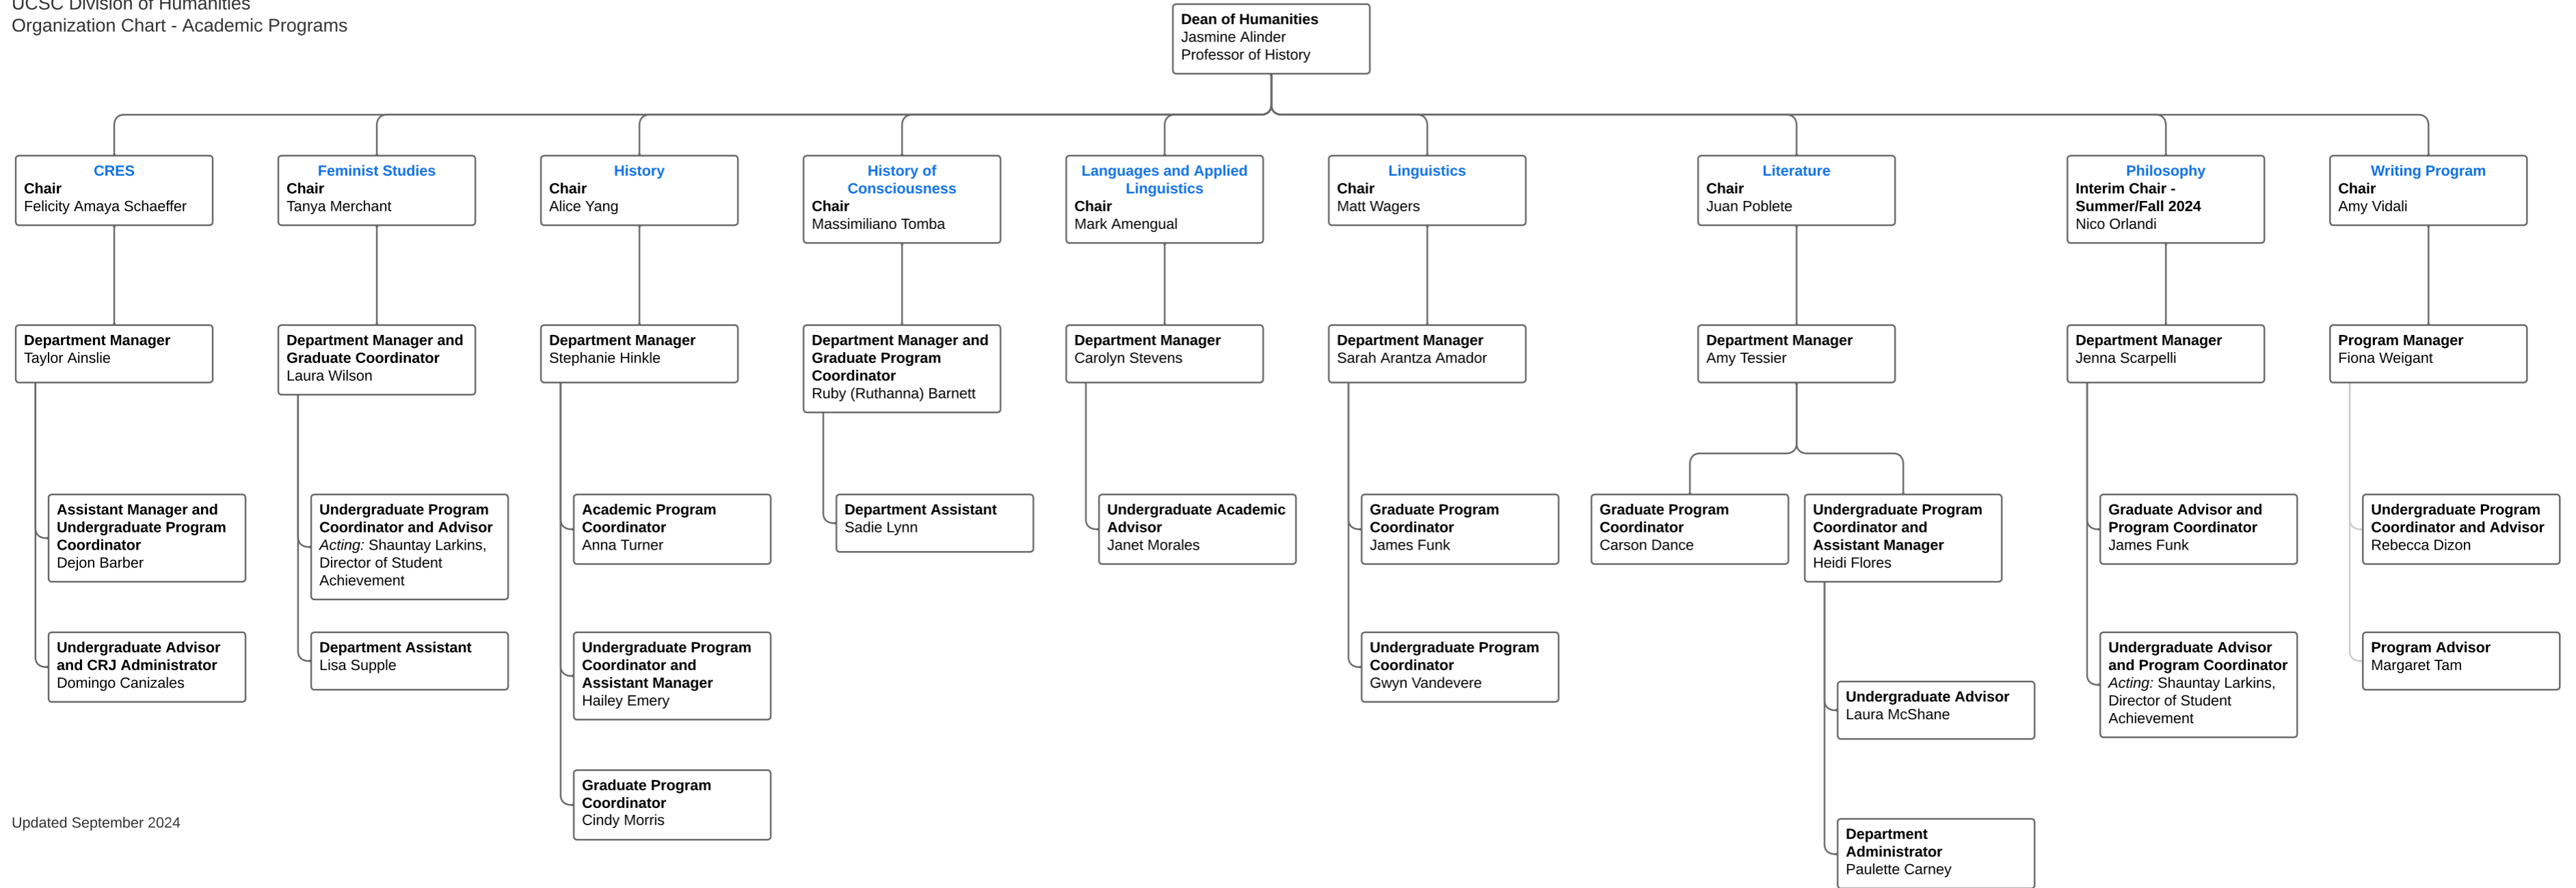 UCSC Division of Humanities
Organization Chart - Academic Programs
Dean of Humanities
Jasmine Alinder
Professor of History
CRES
Chair
Felicity Amaya Schaeffer
Feminist Studies
Chair
Tanya Merchant
History
Chair
Alice Yang
History of
Consciousness
Chair
Massimiliano Tomba
Languages and Applied
Linguistics
Chair
Mark Amengual
Linguistics
Chair
Matt Wagers
Literature
Chair
Juan Poblete
Philosophy
Interim Chair -
Summer/Fall 2024
Nico Orlandi
Writing Program
Chair
Amy Vidali
Department Manager
Taylor Ainslie
Department Manager and
Graduate Coordinator
Laura Wilson
Department Manager
Stephanie Hinkle
Department Manager and
Graduate Program
Coordinator
Ruby (Ruthanna) Barnett
Department Manager
Carolyn Stevens
Department Manager
Sarah Arantza Amador
Department Manager
Amy Tessier
Department Manager
Jenna Scarpelli
Program Manager
Fiona Weigant
Assistant Manager and
Undergraduate Program
Coordinator
Dejon Barber
Undergraduate Program
Coordinator and Advisor
Acting: Shauntay Larkins,
Director of Student
Achievement
Academic Program
Coordinator
Anna Turner
Department Assistant
Sadie Lynn
Undergraduate Academic
Advisor
Janet Morales
Graduate Program
Coordinator
James Funk
Graduate Program
Coordinator
Carson Dance
Undergraduate Program
Coordinator and
Assistant Manager
Heidi Flores
Graduate Advisor and
Program Coordinator
James Funk
Undergraduate Program
Coordinator and Advisor
Rebecca Dizon
Undergraduate Advisor
and CRJ Administrator
Domingo Canizales
Department Assistant
Lisa Supple
Undergraduate Program
Coordinator and
Assistant Manager
Hailey Emery
Undergraduate Program
Coordinator
Gwyn Vandevere
Undergraduate Advisor
Laura McShane
Undergraduate Advisor
and Program Coordinator
Acting: Shauntay Larkins,
Director of Student
Achievement
Program Advisor
Margaret Tam
Graduate Program
Coordinator
Cindy Morris
Department
Administrator
Paulette Carney
Updated September 2024